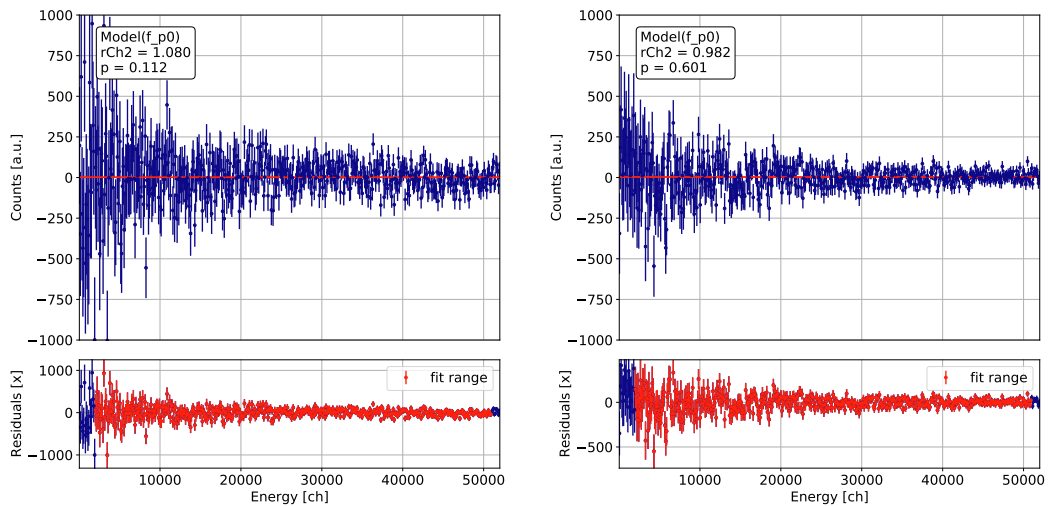 1000
750
500
250
0
−250
−500
−750
−1000
Counts [a.u.]
Model(f_p0)
rCh2 = 1.080
p = 0.112
1000
0
−1000
Residuals [x]
fit range
10000 20000 30000 40000 50000
Energy [ch]
1000
750
500
250
0
−250
−500
−750
−1000
Counts [a.u.]
Model(f_p0)
rCh2 = 0.982
p = 0.601
0
−500
Residuals [x]
fit range
10000 20000 30000 40000 50000
Energy [ch]